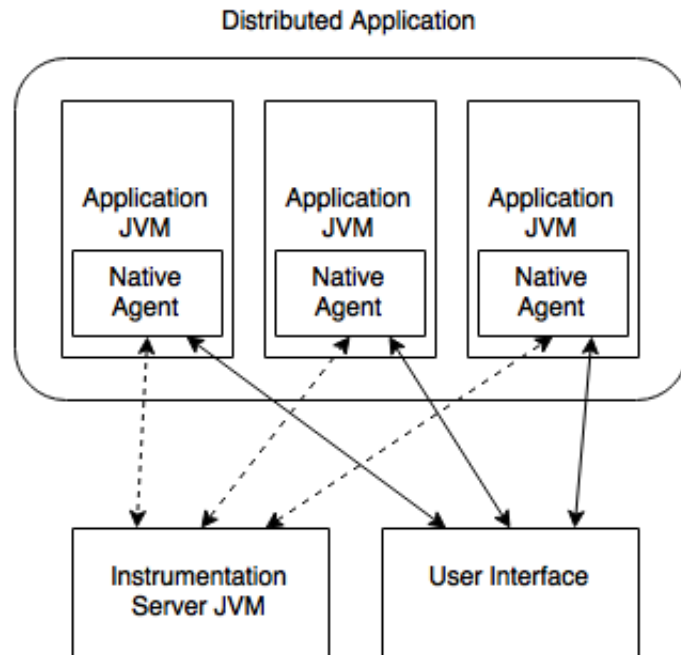 Distributed Application
Application
JVM
Native
Agent
Application
JVM
Native
Agent
Application
JVM
Native
Agent
Instrumentation
Server JVM
User Interface